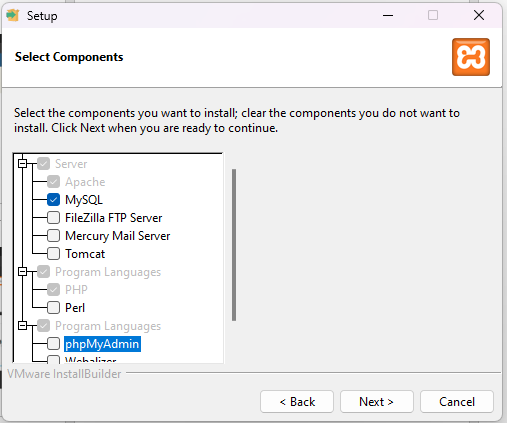 Setup
Select Components
Select the components you want to install; clear the components you do not want to
install. Click Next when you are ready to continue.
Server
Apache
MySQL
FileZilla FTP Server
Mercury Mail Server
Tomcat
Program Languages
PHP
Perl
Program Languages
phpMyAdmin
Webalizer
VMware InstallBuilder
< Back
Next >
Cancel